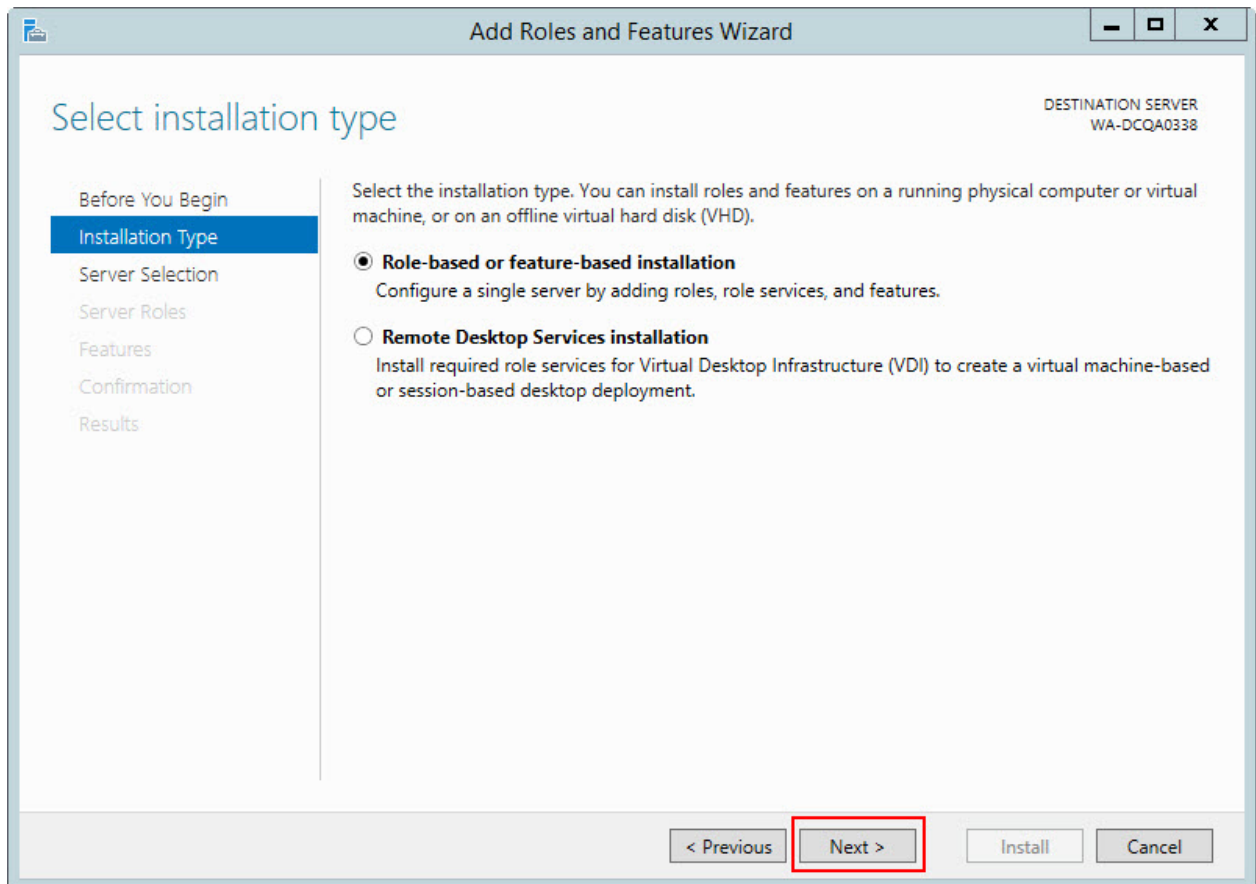 Add Roles and Features Wizard
Select installation type
DESTINATION SERVER
WA-DCQA0338
Before You Begin
Installation Type
Server Selection
Server Roles
Features
Confirmation
Results
Select the installation type. You can install roles and features on a running physical computer or virtual
machine, or on an offline virtual hard disk (VHD).
Role-based or feature-based installation
Configure a single server by adding roles, role services, and features.
Remote Desktop Services installation
Install required role services for Virtual Desktop Infrastructure (VDI) to create a virtual machine-based
or session-based desktop deployment.
< Previous
Next >
Install
Cancel